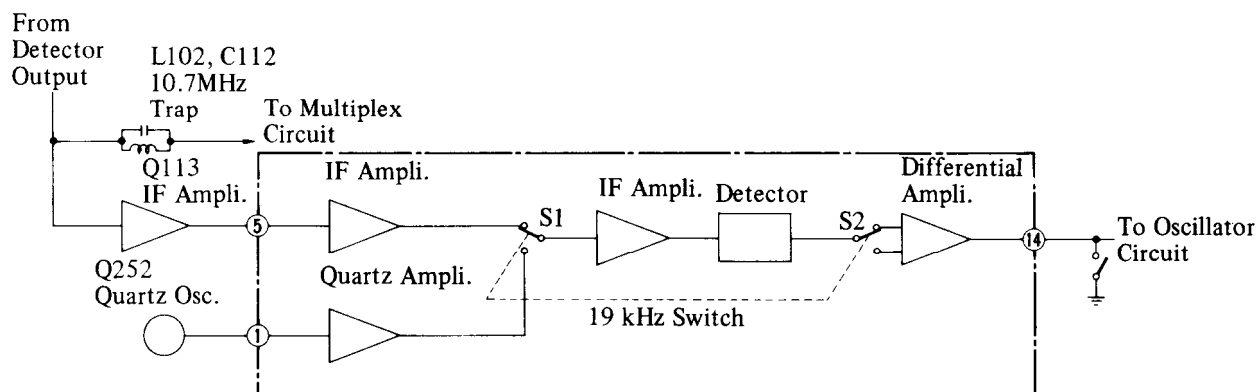 From
Detector
Output
L102, C112
10.7MHz
Trap
To Multiplex
Circuit
Q113
IF Ampli.
IF Ampli.
IF Ampli.
Detector
Differential
Ampli.
5
S1
S2
14
To Oscillator
Circuit
Q252
Quartz Osc.
Quartz Ampli.
1
19 kHz Switch